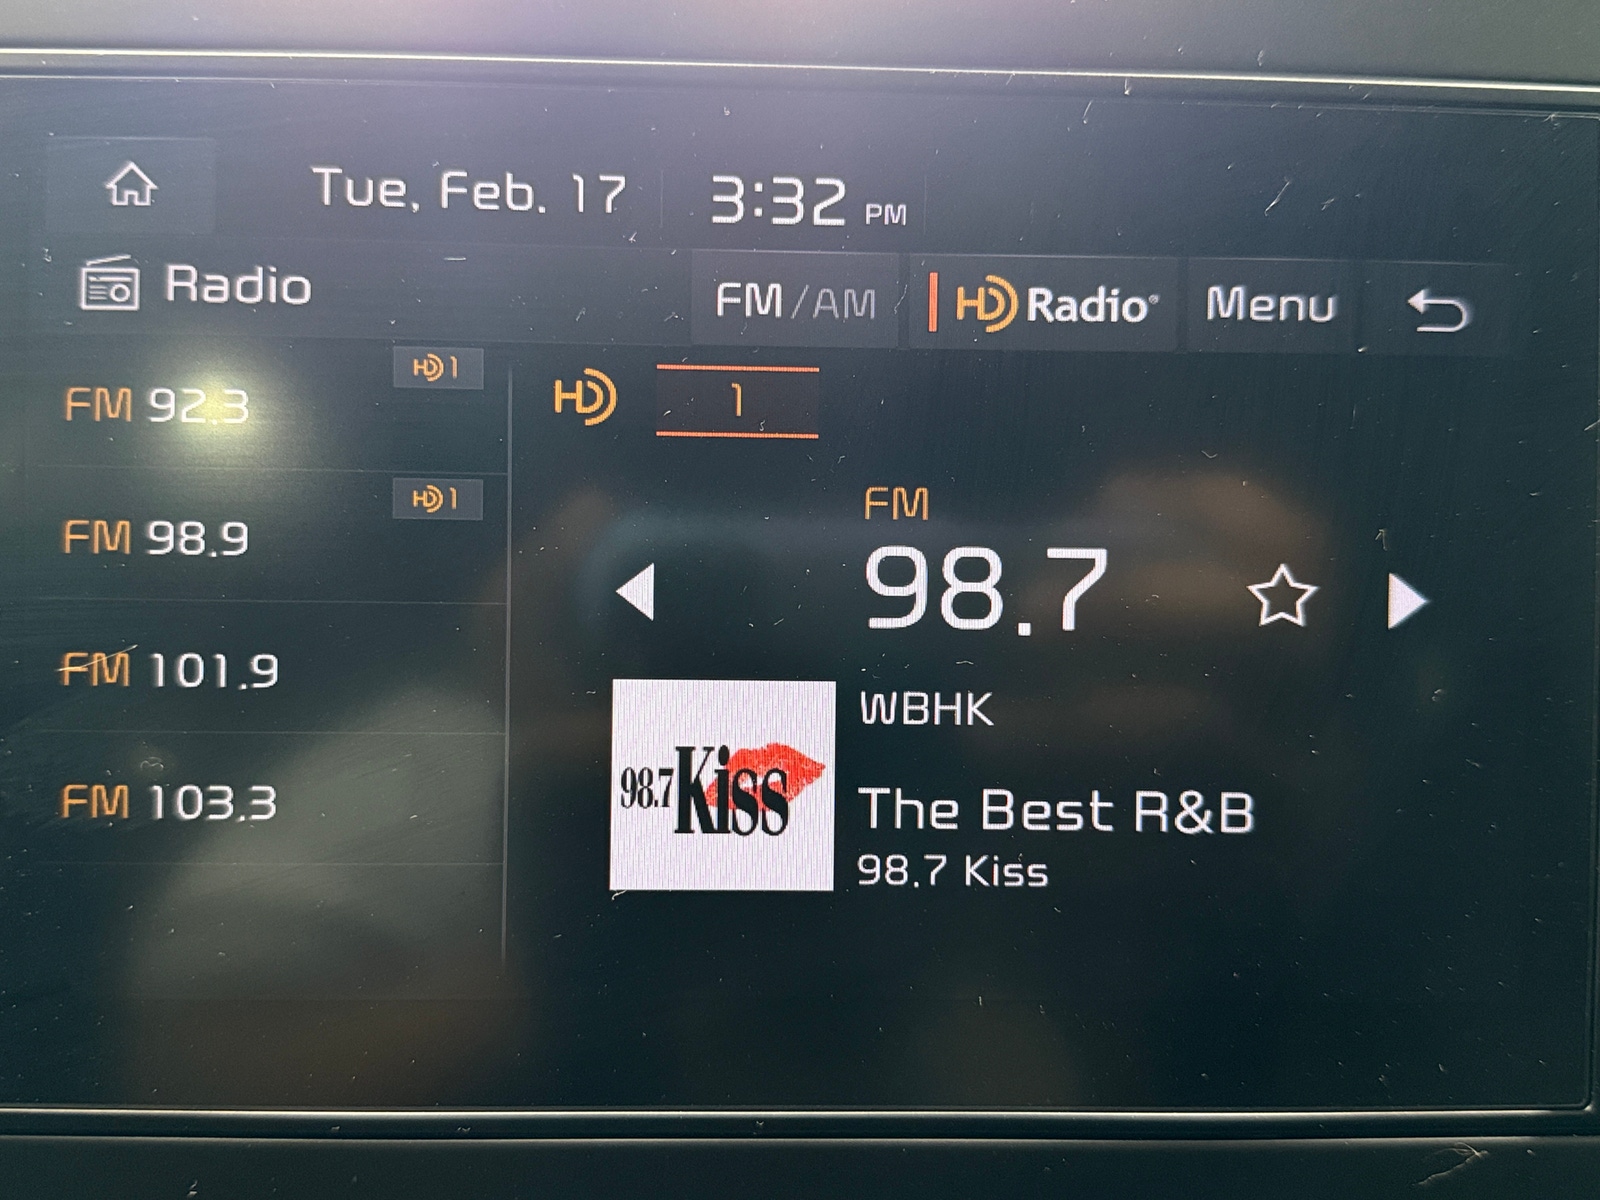 Tue, Feb. 17 3:32 PM
Radio
FM/AM HD Radio® Menu
HD 1
FM 92.3
HD 1
FM 98.9
FM 101.9
FM 103.3
HD 1
FM
98.7
WBHK
98.7 Kiss
The Best R&B
98.7 Kiss